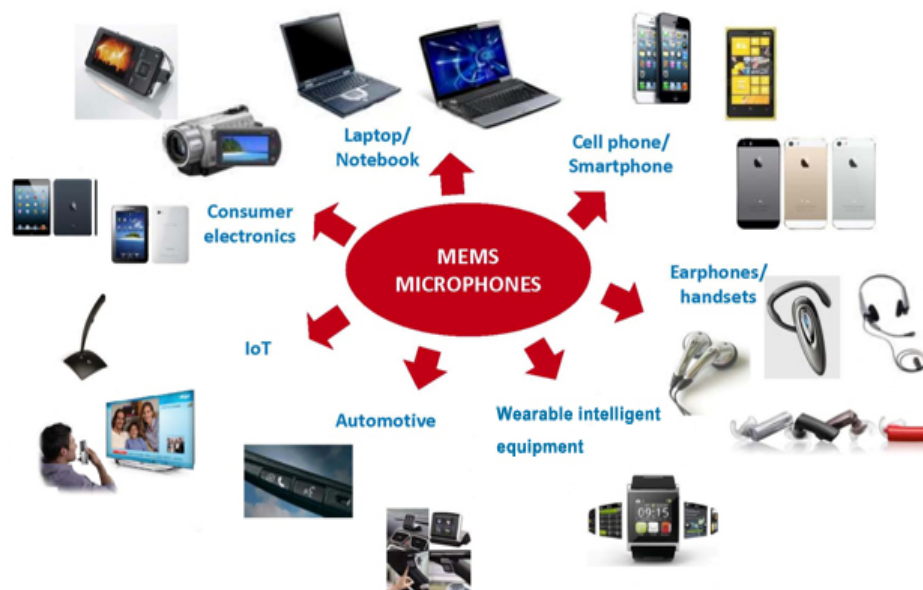 Laptop/
Notebook
Cell phone/
Smartphone
Consumer
electronics
MEMS
MICROPHONES
Earphones/
handsets
IoT
Automotive
Wearable intelligent
equipment
09:15